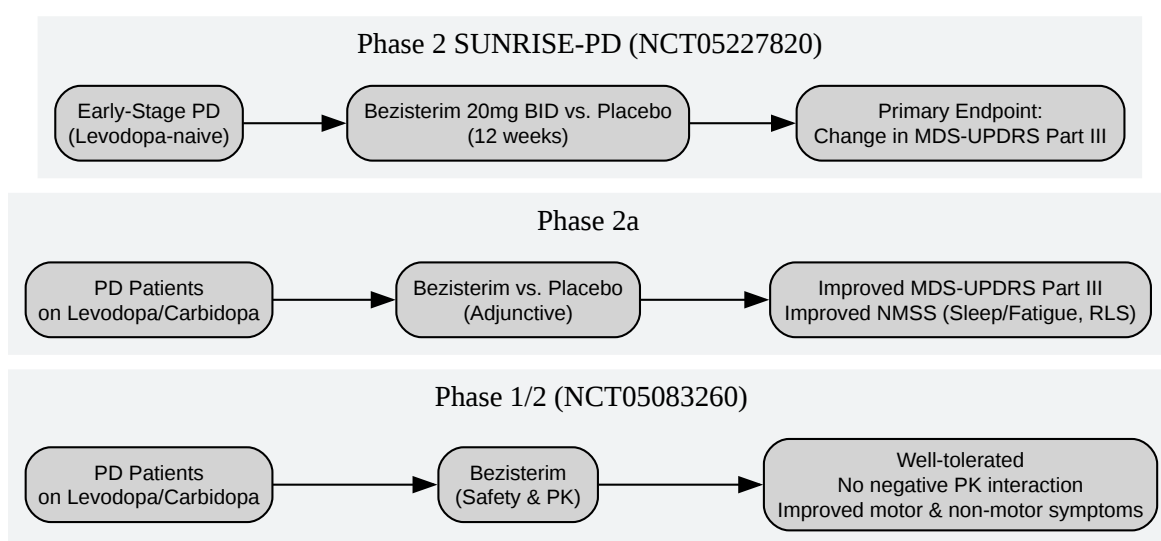 Phase 2 SUNRISE-PD (NCT05227820)
Early-Stage PD
(Levodopa-naive)
Bezisterim 20mg BID vs. Placebo
(12 weeks)
Primary Endpoint:
Change in MDS-UPDRS Part III
Phase 2a
PD Patients
on Levodopa/Carbidopa
Bezisterim vs. Placebo
(Adjunctive)
Improved MDS-UPDRS Part III
Improved NMSS (Sleep/Fatigue, RLS)
Phase 1/2 (NCT05083260)
PD Patients
on Levodopa/Carbidopa
Bezisterim
(Safety & PK)
Well-tolerated
No negative PK interaction
Improved motor & non-motor symptoms